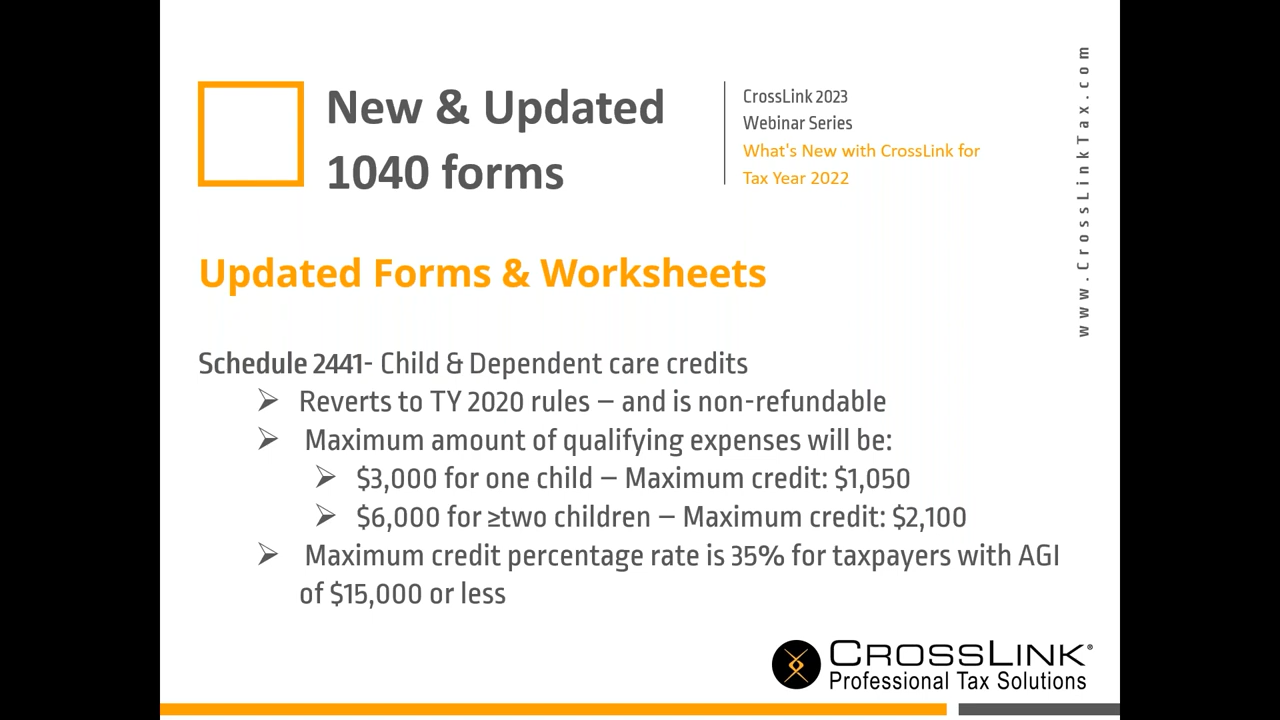 New & Updated
1040 forms
CrossLink 2023
Webinar Series
What's New with CrossLink for
Tax Year 2022
www.CrossLinkTax.com
Updated Forms & Worksheets
Schedule 2441- Child & Dependent care credits
➢ Reverts to TY 2020 rules – and is non-refundable
➢ Maximum amount of qualifying expenses will be:
➢ $3,000 for one child – Maximum credit: $1,050
➢ $6,000 for ≥two children – Maximum credit: $2,100
➢ Maximum credit percentage rate is 35% for taxpayers with AGI
of $15,000 or less
CROSSLINK®
Professional Tax Solutions